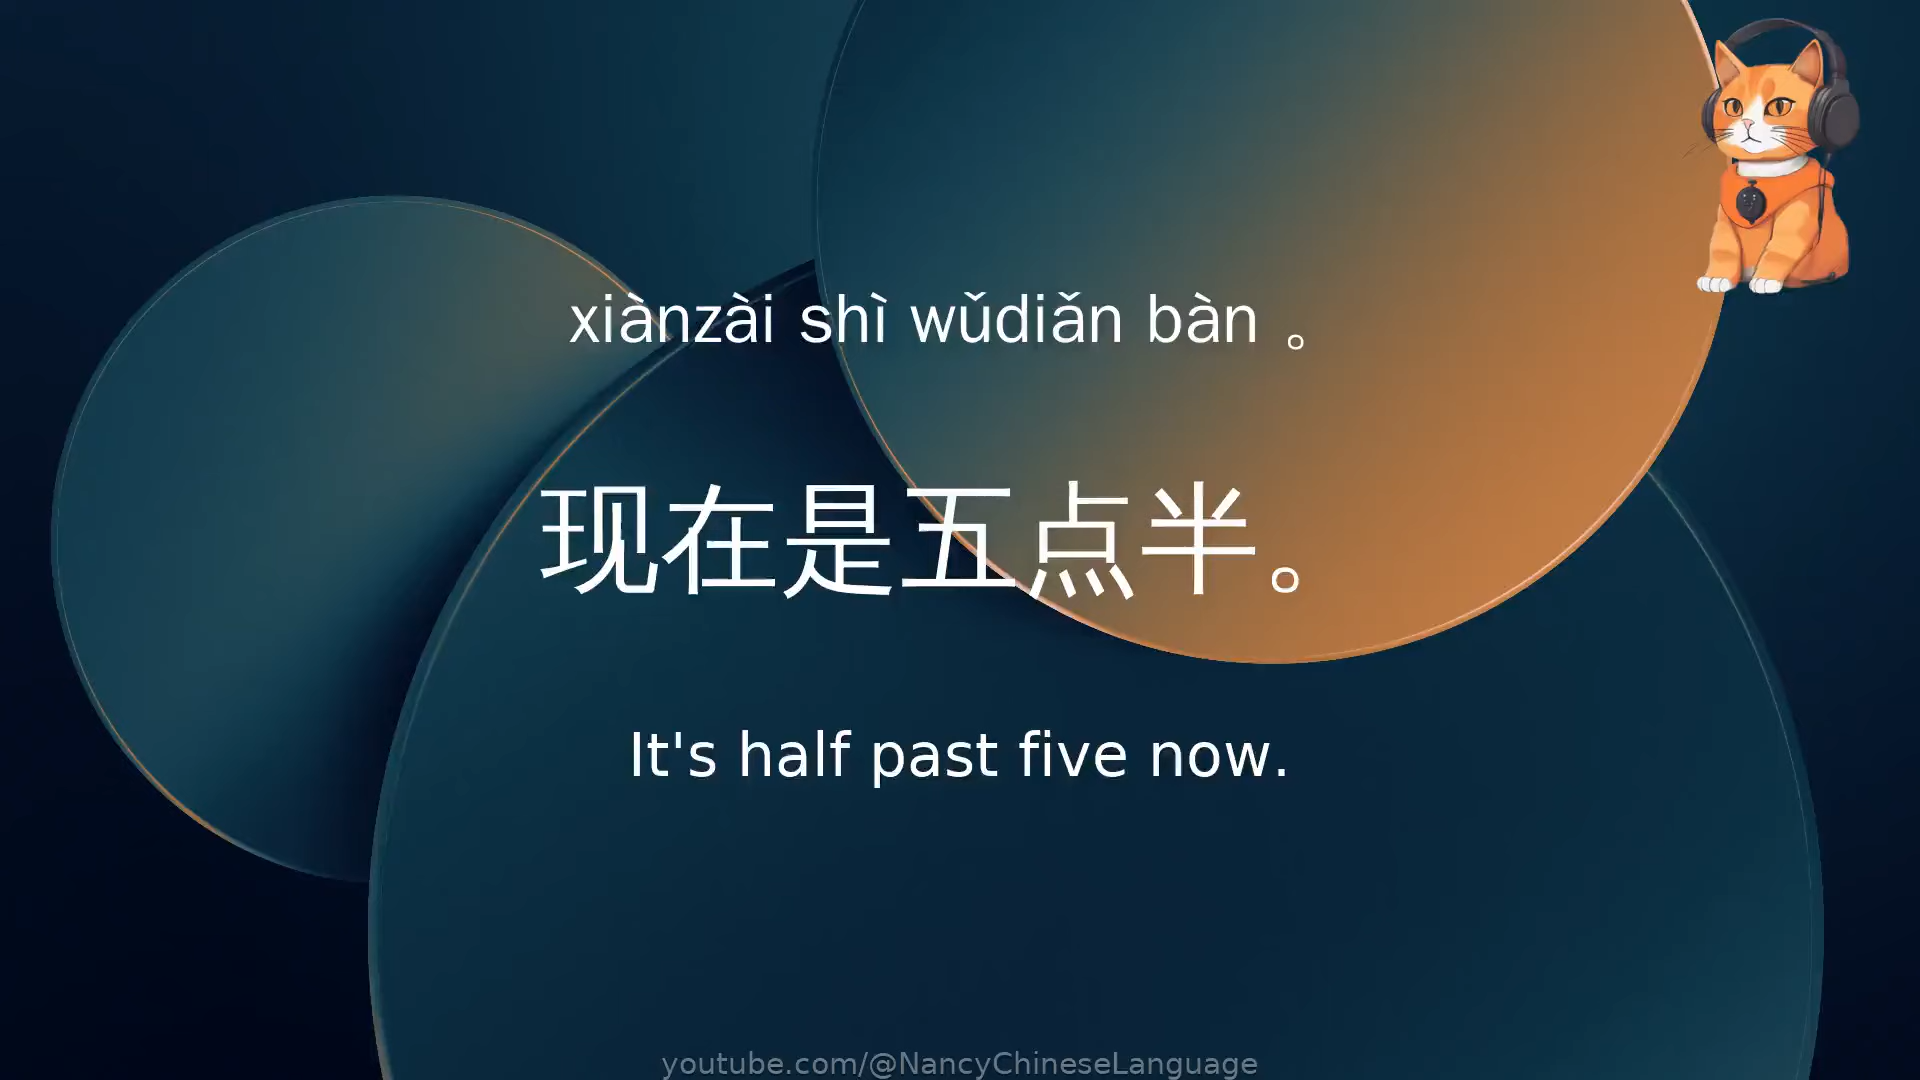 xiànzài shì wǔdiǎn bàn 。
现在是五点半。
It's half past five now.
youtube.com/@NancyChineseLanguage